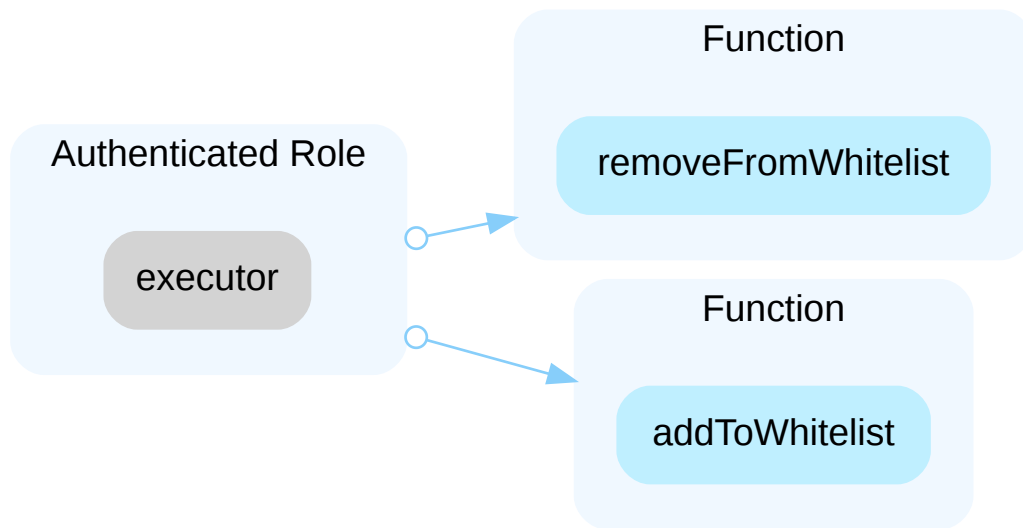 Authenticated Role
executor
Function
removeFromWhitelist
Function
addToWhitelist